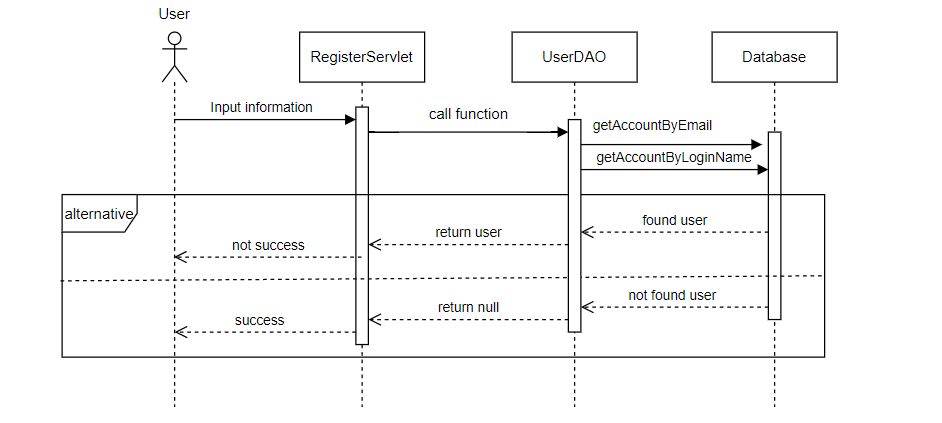 User
RegisterServlet
UserDAO
Database
Input information
call function
getAccountByEmail
getAccountByLoginName
alternative
found user
return user
not success
not found user
return null
success